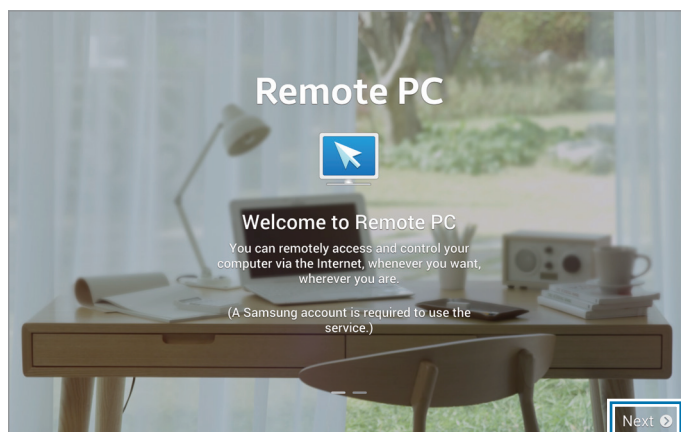 Remote PC
Welcome to Remote PC
You can remotely access and control your
computer via the Internet, whenever you want,
wherever you are.
(A Samsung account is required to use the
service.)
Next